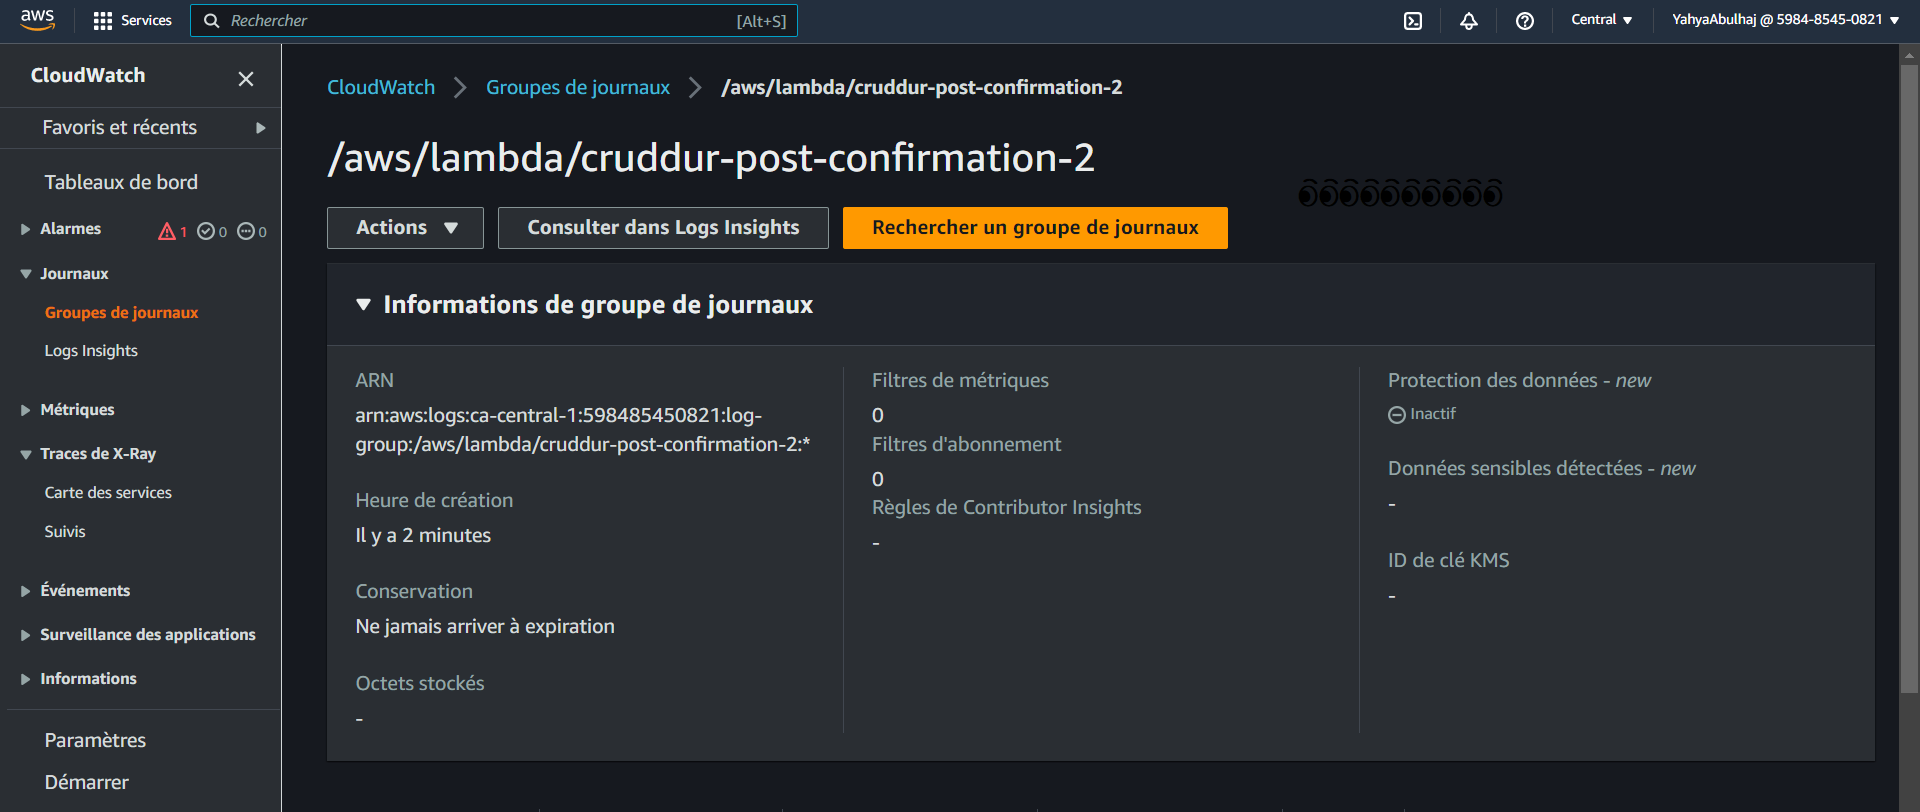 aws
Services
Rechercher
[Alt+S]
Central
YahyaAbulhaj @ 5984-8545-0821
CloudWatch
Favoris et récents
Tableaux de bord
Alarmes
1
0
0
Journaux
Groupes de journaux
Logs Insights
Métriques
Traces de X-Ray
Carte des services
Suivis
Événements
Surveillance des applications
Informations
Paramètres
Démarrer
CloudWatch
Groupes de journaux
/aws/lambda/cruddur-post-confirmation-2
/aws/lambda/cruddur-post-confirmation-2
Actions
Consulter dans Logs Insights
Rechercher un groupe de journaux
Informations de groupe de journaux
ARN
arn:aws:logs:ca-central-1:598485450821:log-
group:/aws/lambda/cruddur-post-confirmation-2:*
Heure de création
Il y a 2 minutes
Conservation
Ne jamais arriver à expiration
Octets stockés
-
Filtres de métriques
0
Filtres d'abonnement
0
Règles de Contributor Insights
-
Protection des données - new
Inactif
Données sensibles détectées - new
-
ID de clé KMS
-